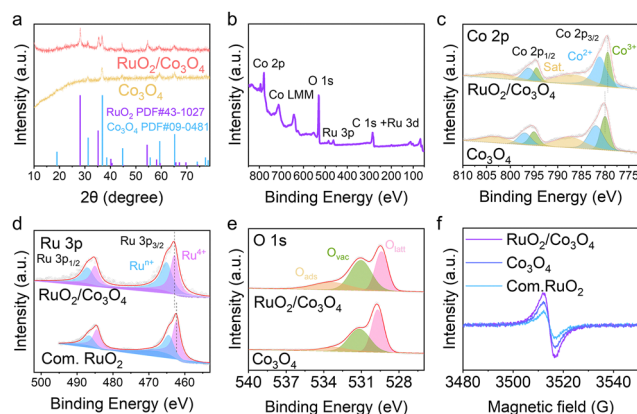 a
Intensity (a.u.)
RuO2/Co3O4
Co3O4
RuO2 PDF#43-1027
Co3O4 PDF#09-0481
10 20 30 40 50 60 70 80
2θ (degree)
b
Intensity (a.u.)
Co 2p
Co LMM
O 1s
Ru 3p
C 1s +Ru 3d
800 700 600 500 400 300 200 100
Binding Energy (eV)
c
Intensity (a.u.)
Co 2p
Co 2p3/2
Co 2p1/2
Co2+
Co3+
Sat.
RuO2/Co3O4
Co3O4
810 805 800 795 790 785 780 775
Binding Energy (eV)
d
Intensity (a.u.)
Ru 3p
Ru 3p3/2
Ru 3p1/2
Run+
Ru4+
RuO2/Co3O4
Com. RuO2
500 490 480 470 460
Binding Energy (eV)
e
Intensity (a.u.)
O 1s
Olatt
Ovac
Oads
RuO2/Co3O4
Co3O4
540 537 534 531 528
Binding Energy (eV)
f
Intensity (a.u.)
RuO2/Co3O4
Co3O4
Com.RuO2
3480 3510 3540
Magnetic field (G)